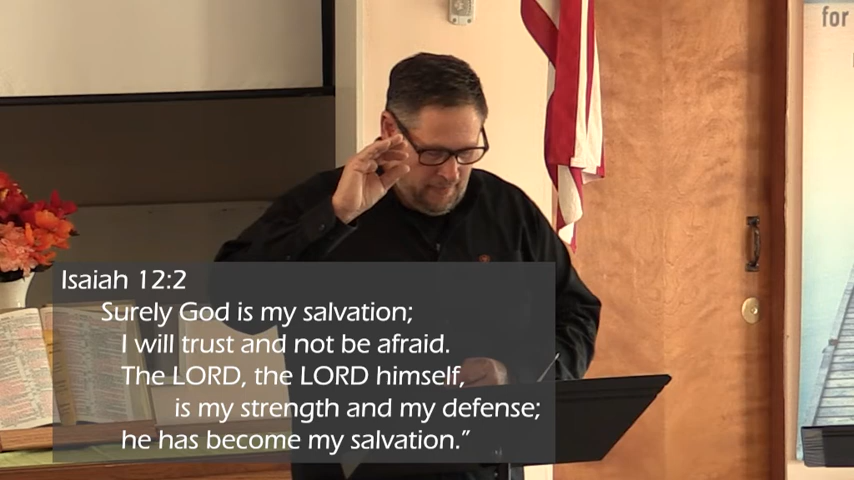 for
Isaiah 12:2
Surely God is my salvation;
I will trust and not be afraid.
The LORD, the LORD himself,
is my strength and my defense;
he has become my salvation.”